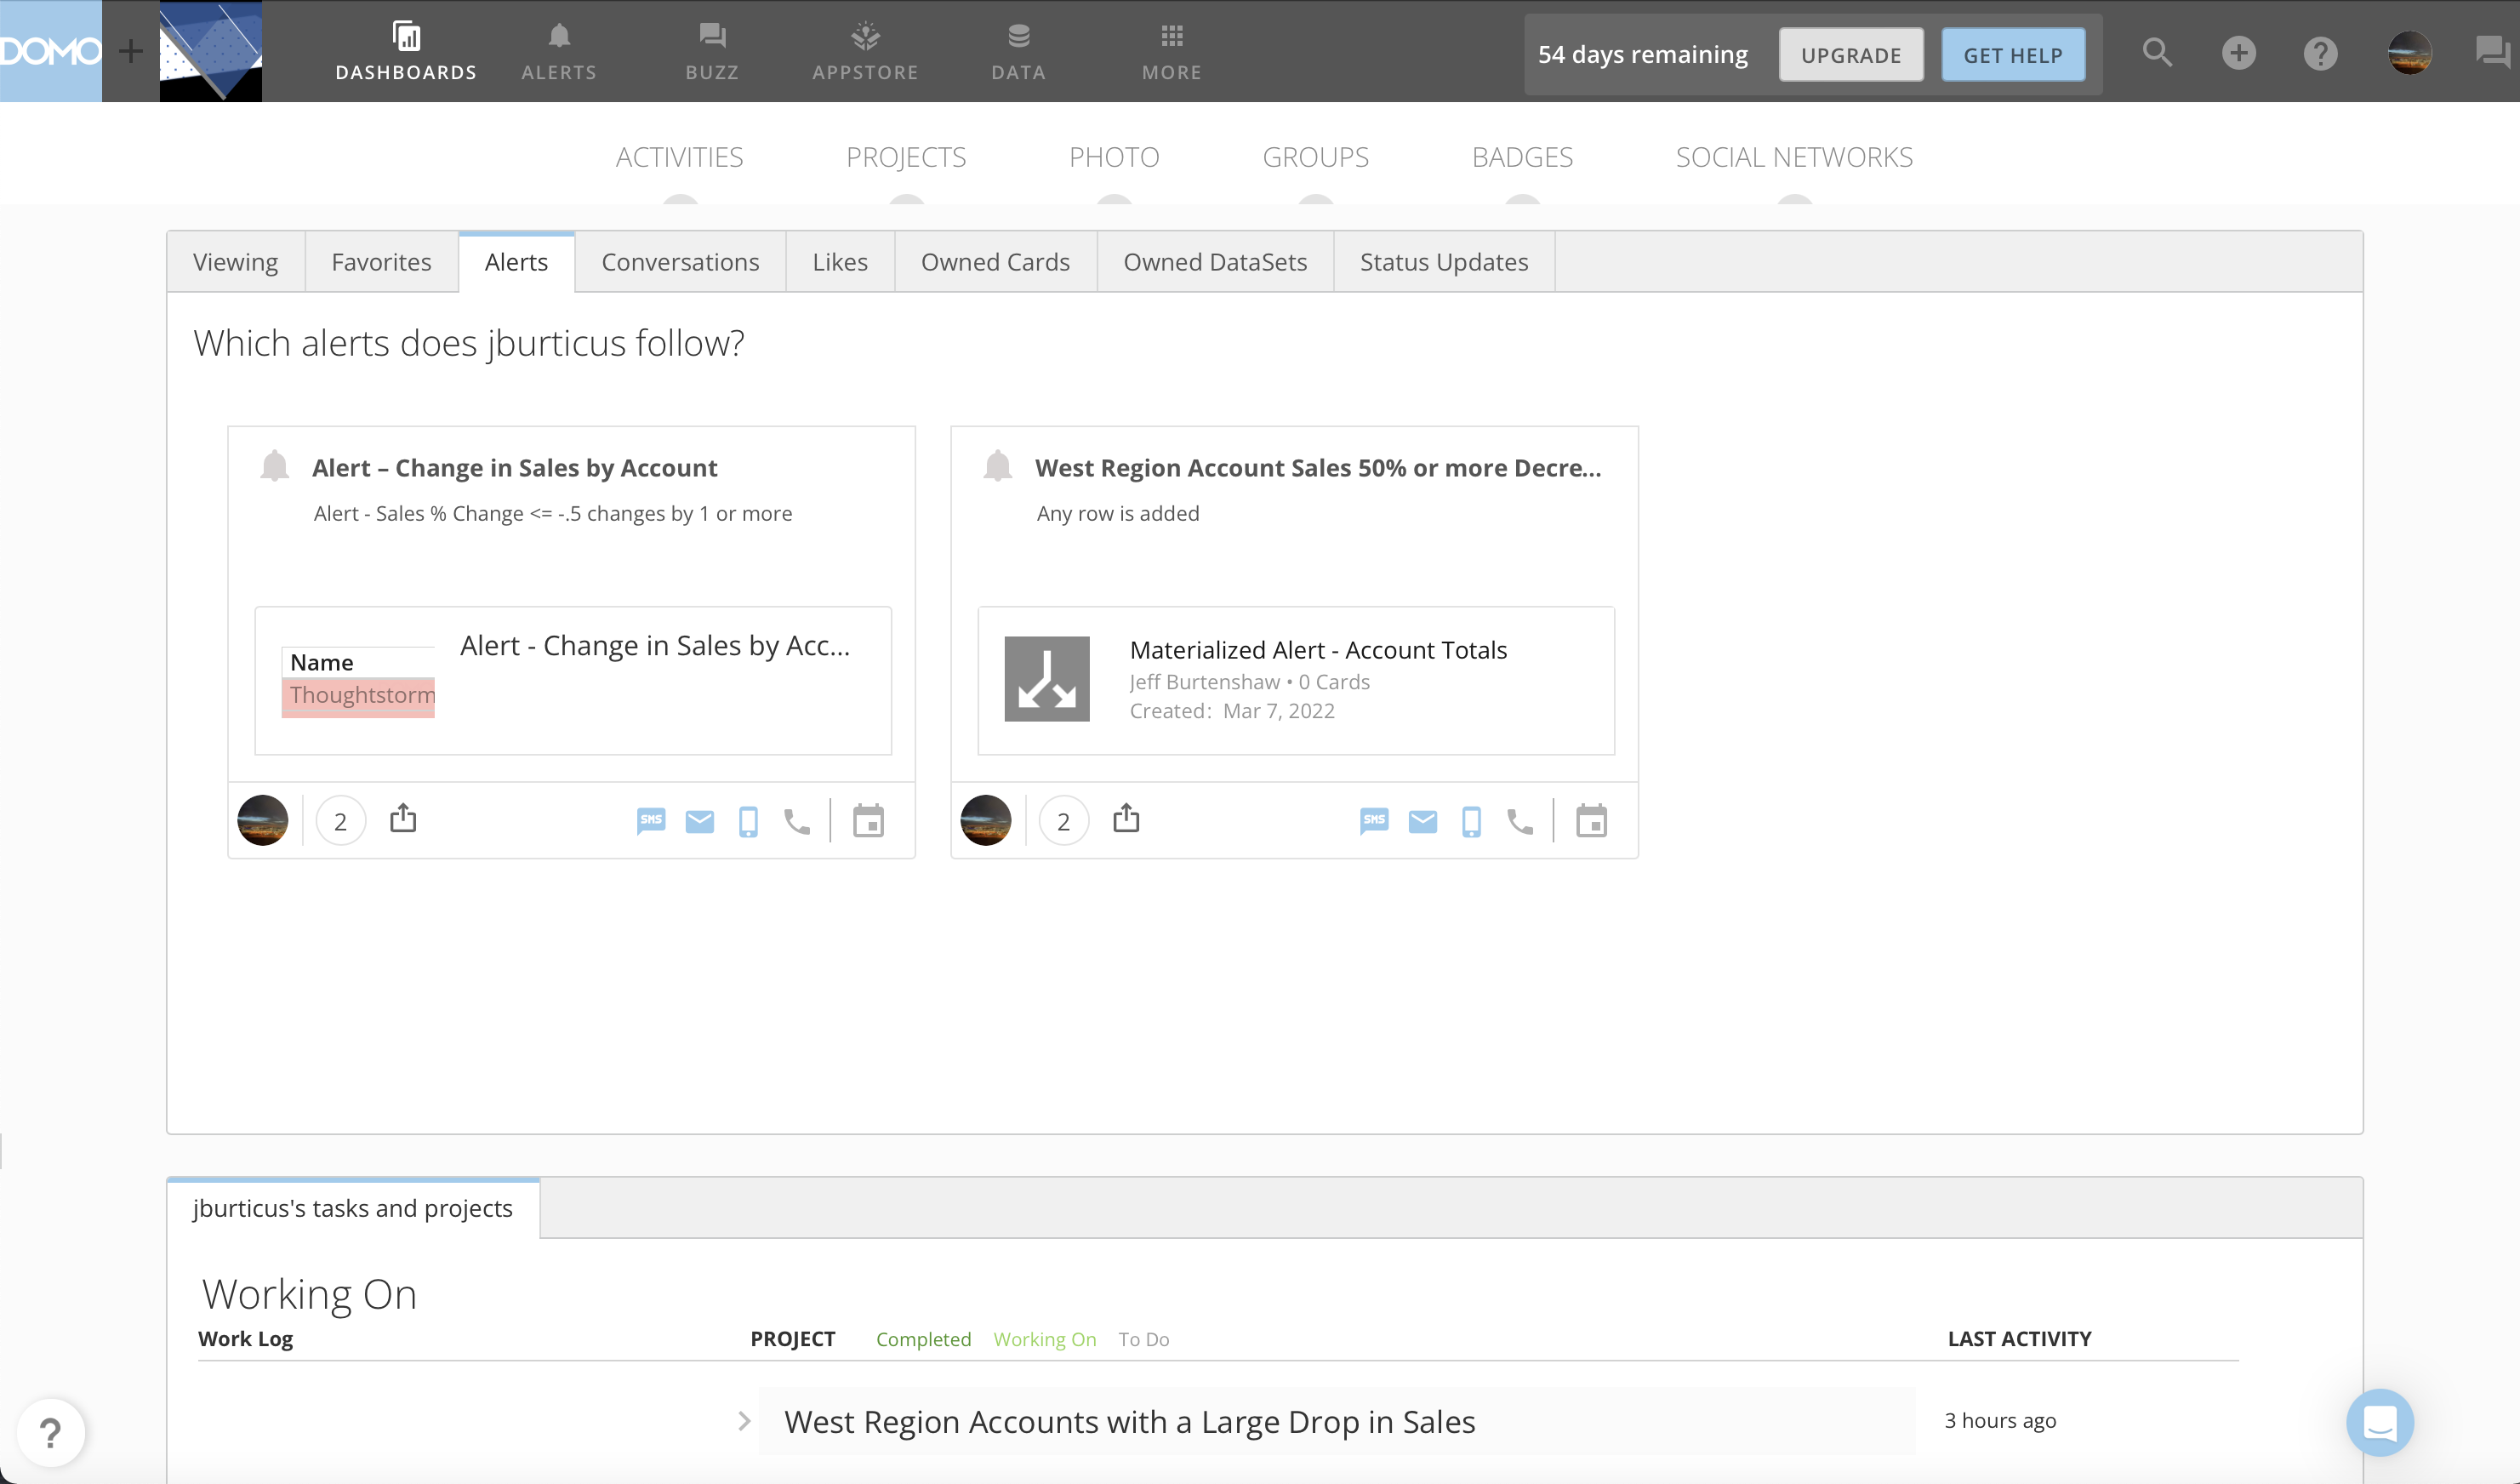 DOMO
DASHBOARDS
ALERTS
BUZZ
APPSTORE
DATA
MORE
54 days remaining
UPGRADE
GET HELP
ACTIVITIES
PROJECTS
PHOTO
GROUPS
BADGES
SOCIAL NETWORKS
Viewing
Favorites
Alerts
Conversations
Likes
Owned Cards
Owned DataSets
Status Updates
Which alerts does jburticus follow?
Alert – Change in Sales by Account
Alert - Sales % Change <= -.5 changes by 1 or more
Name
Thoughtstorm
Alert - Change in Sales by Acc...
2
SMS
West Region Account Sales 50% or more Decre...
Any row is added
Materialized Alert - Account Totals
Jeff Burtenshaw • 0 Cards
Created: Mar 7, 2022
2
SMS
jburticus's tasks and projects
Working On
Work Log
PROJECT
Completed
Working On
To Do
LAST ACTIVITY
West Region Accounts with a Large Drop in Sales
3 hours ago
?